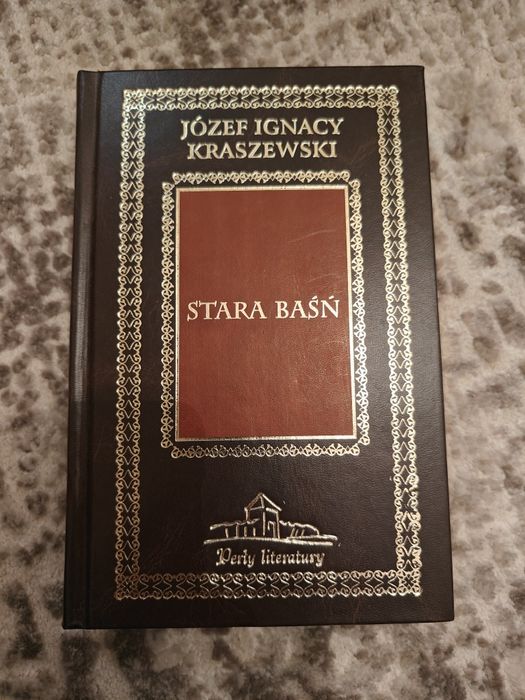 JÓZEF IGNACY
KRASZEWSKI
STARA BAŚŃ
Perły literatury